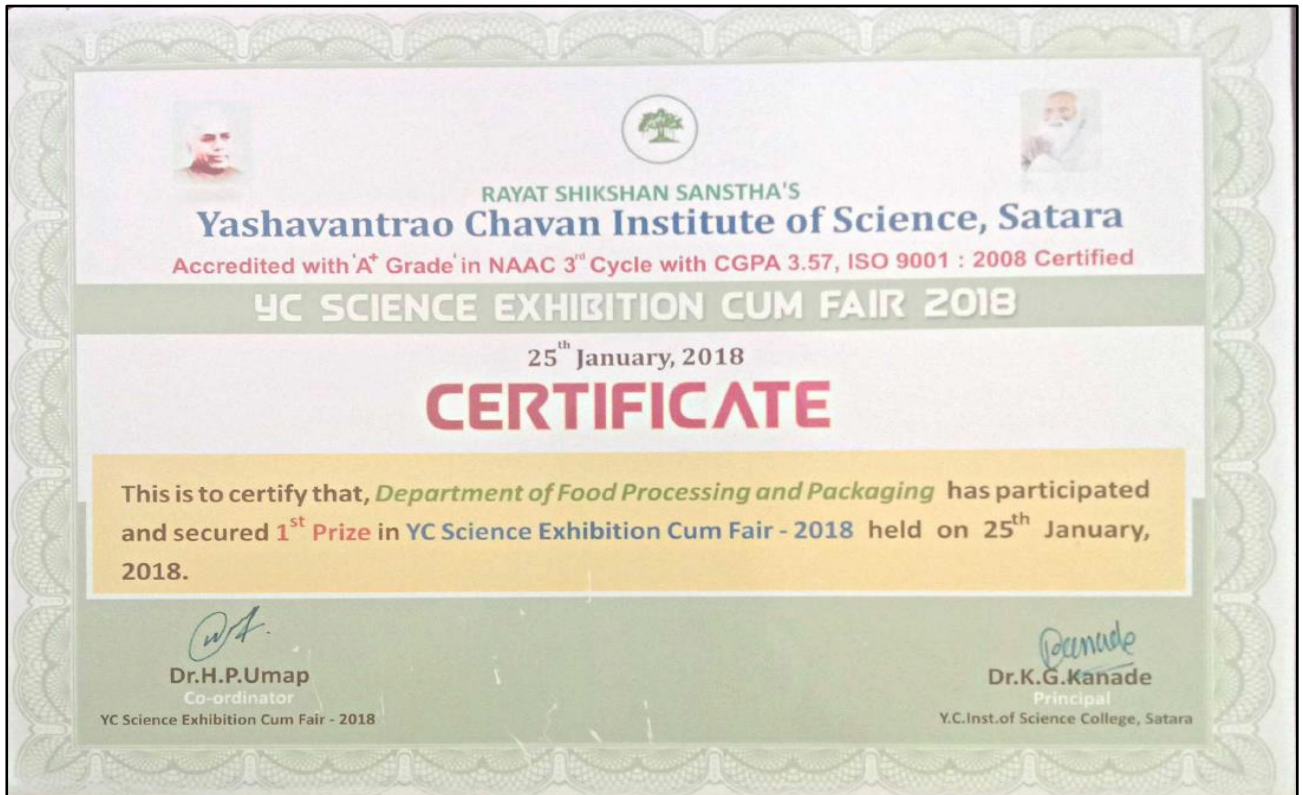 RAYAT SHIKSHAN SANSTHA'S
Yashavantrao Chavan Institute of Science, Satara
Accredited with 'A+ Grade' in NAAC 3rd Cycle with CGPA 3.57, ISO 9001 : 2008 Certified
YC SCIENCE EXHIBITION CUM FAIR 2018
25th January, 2018
CERTIFICATE
This is to certify that, Department of Food Processing and Packaging has participated
and secured 1st Prize in YC Science Exhibition Cum Fair - 2018 held on 25th January,
2018.
Dr.H.P.Umap
Co-ordinator
YC Science Exhibition Cum Fair - 2018
Kanade
Dr.K.G.Kanade
Principal
Y.C.Inst.of Science College, Satara